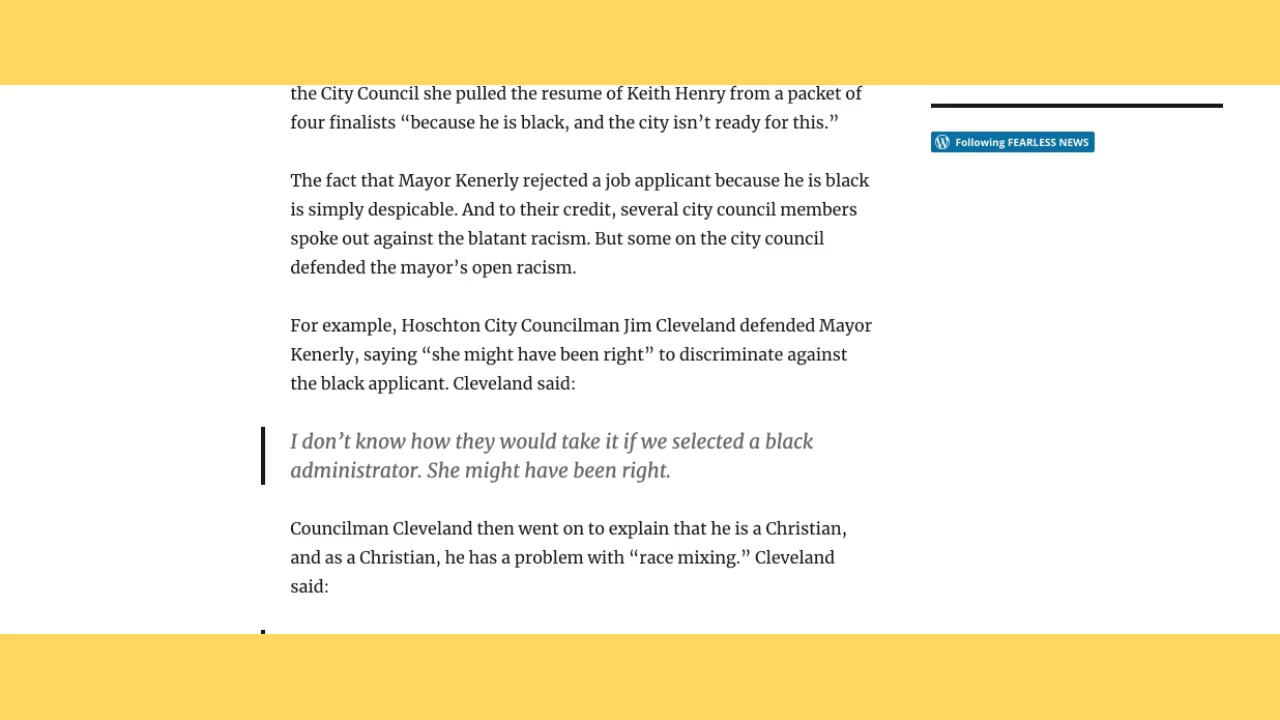 the City Council she pulled the resume of Keith Henry from a packet of
four finalists “because he is black, and the city isn’t ready for this.”
The fact that Mayor Kenerly rejected a job applicant because he is black
is simply despicable. And to their credit, several city council members
spoke out against the blatant racism. But some on the city council
defended the mayor’s open racism.
For example, Hoschton City Councilman Jim Cleveland defended Mayor
Kenerly, saying “she might have been right” to discriminate against
the black applicant. Cleveland said:
I don’t know how they would take it if we selected a black
administrator. She might have been right.
Councilman Cleveland then went on to explain that he is a Christian,
and as a Christian, he has a problem with “race mixing.” Cleveland
said:
Following FEARLESS NEWS